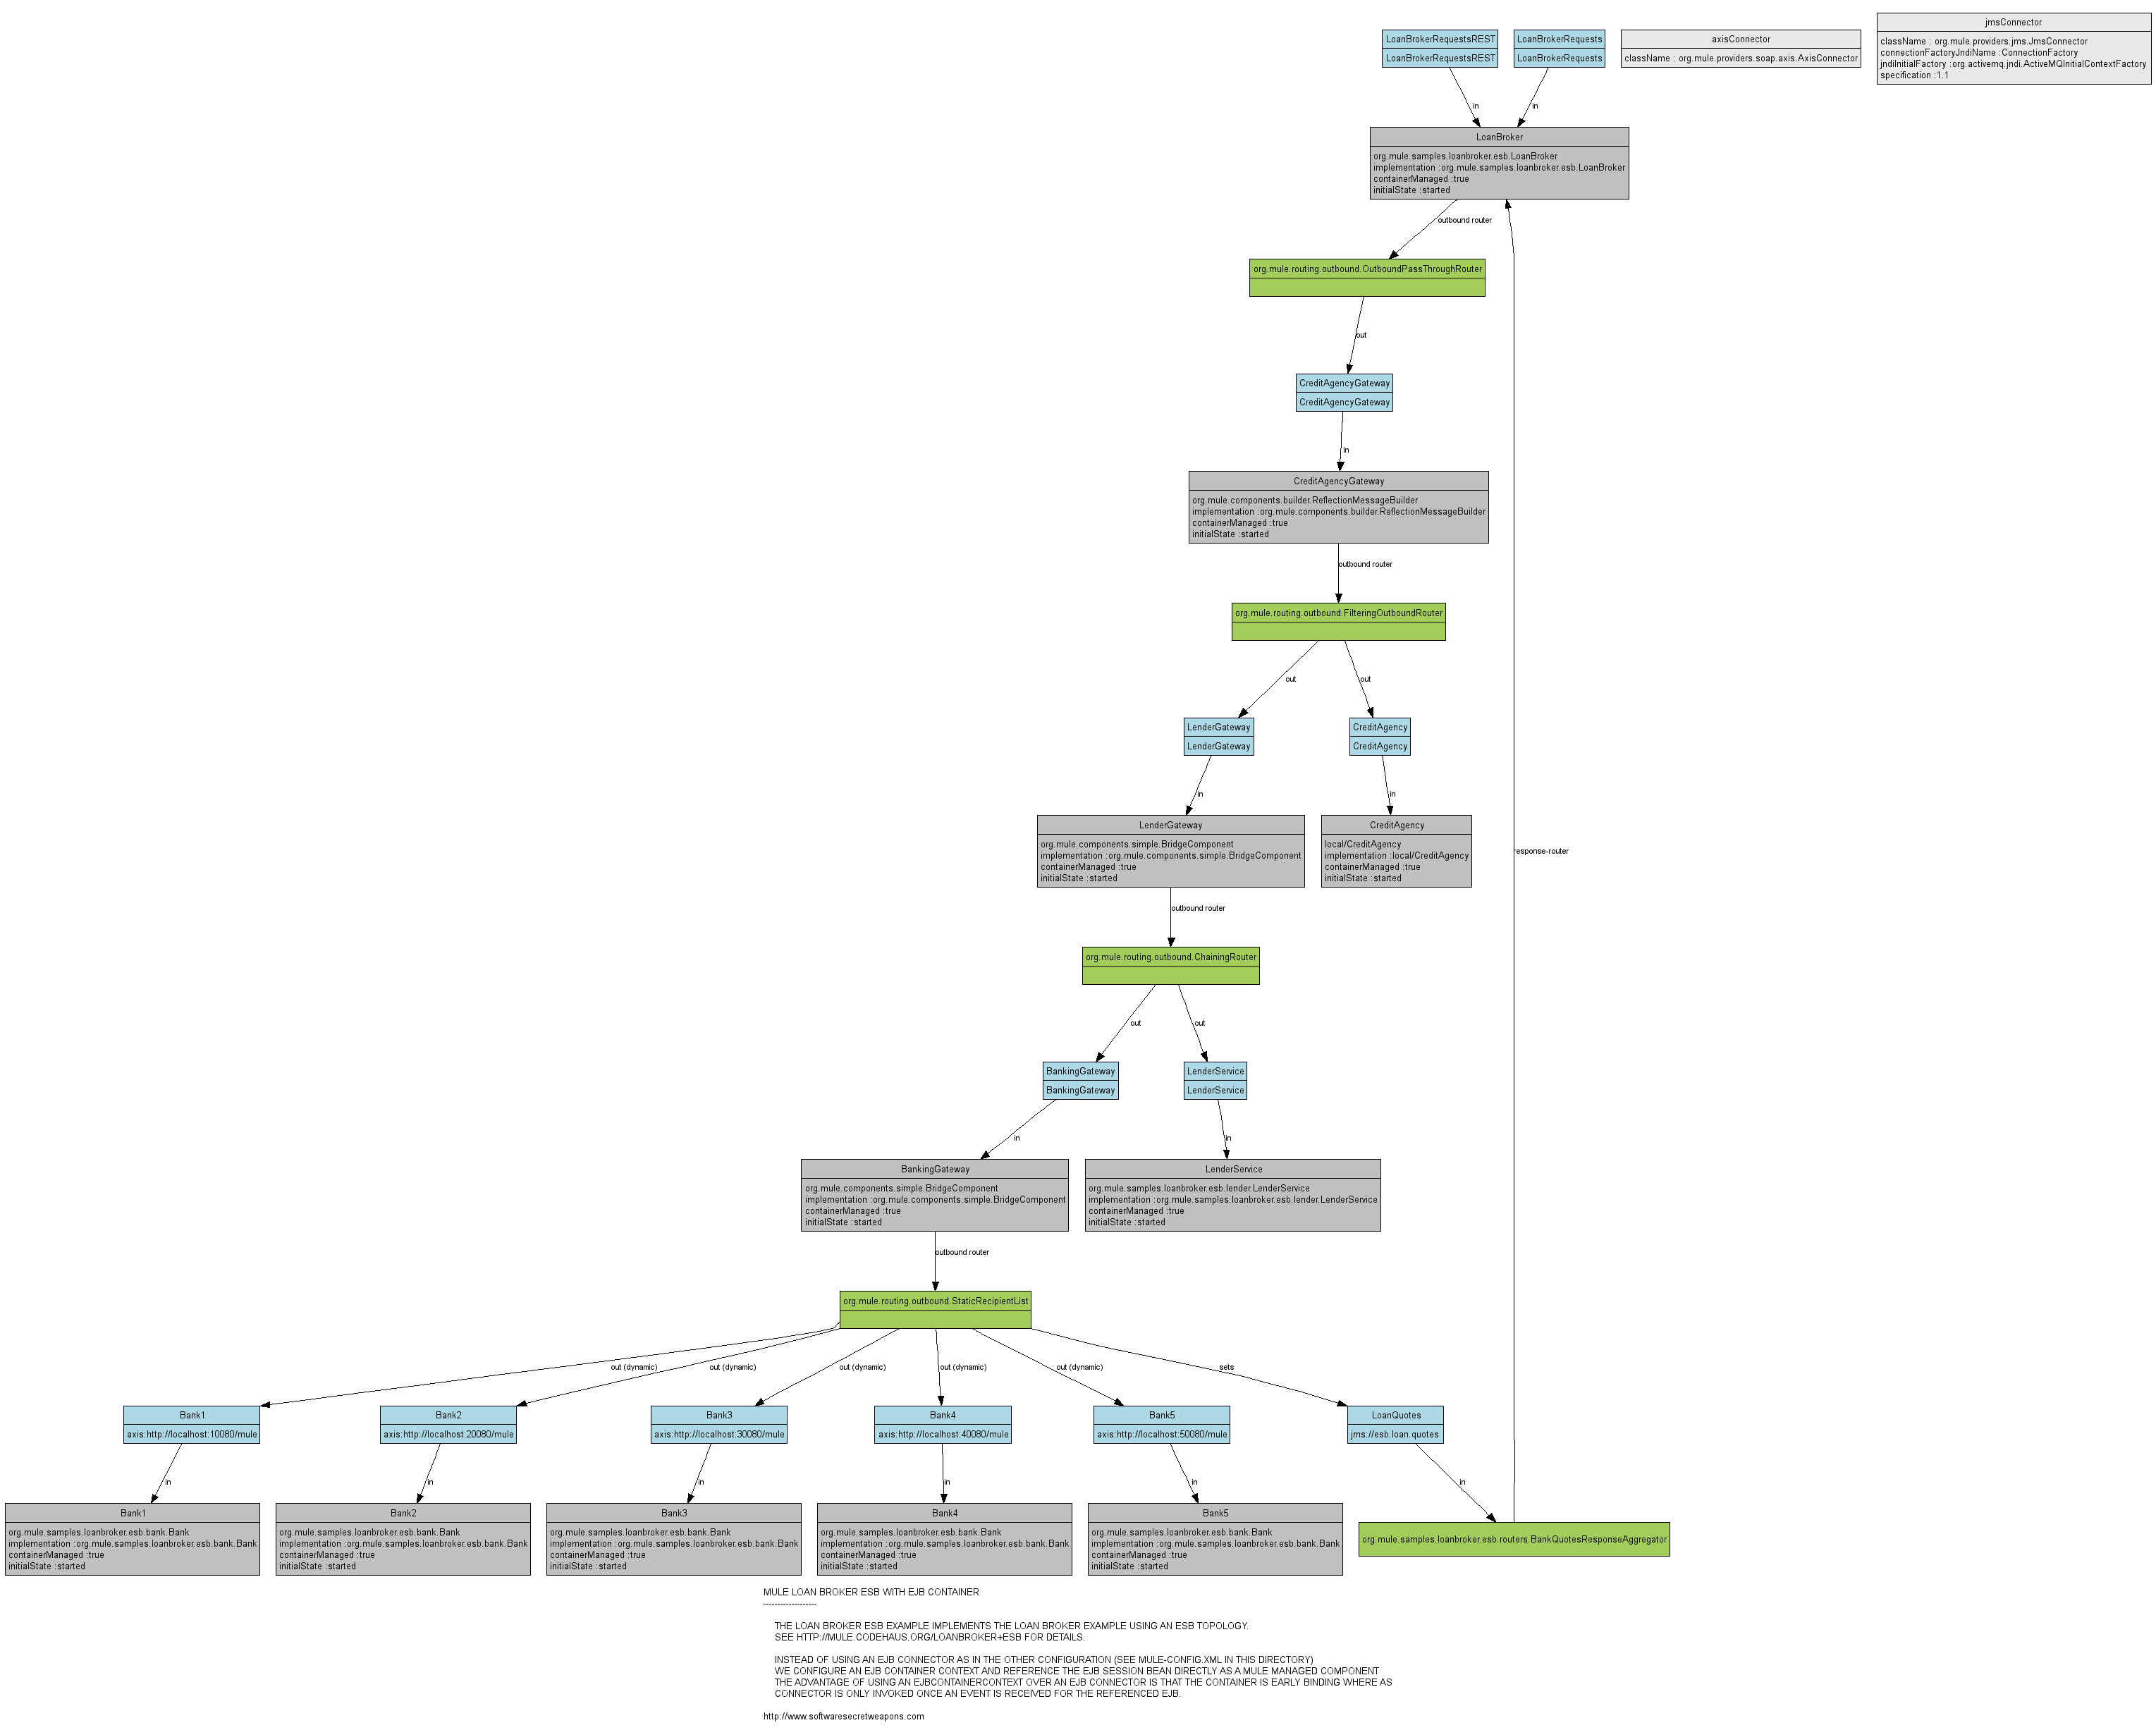 jmsConnector
className : org.mule.providers.jms.JmsConnector
connectionFactoryJndiName :ConnectionFactory
jndiInitialFactory :org.activemq.jndi.ActiveMQInitialContextFactory
specification :1.1
LoanBrokerRequestsREST
LoanBrokerRequestsREST
LoanBrokerRequests
LoanBrokerRequests
axisConnector
className : org.mule.providers.soap.axis.AxisConnector
in
in
LoanBroker
org.mule.samples.loanbroker.esb.LoanBroker
implementation :org.mule.samples.loanbroker.esb.LoanBroker
containerManaged :true
initialState :started
outbound router
org.mule.routing.outbound.OutboundPassThroughRouter
out
CreditAgencyGateway
CreditAgencyGateway
in
CreditAgencyGateway
org.mule.components.builder.ReflectionMessageBuilder
implementation :org.mule.components.builder.ReflectionMessageBuilder
containerManaged :true
initialState :started
outbound router
org.mule.routing.outbound.FilteringOutboundRouter
out
out
LenderGateway
LenderGateway
CreditAgency
CreditAgency
in
in
LenderGateway
org.mule.components.simple.BridgeComponent
implementation :org.mule.components.simple.BridgeComponent
containerManaged :true
initialState :started
CreditAgency
local/CreditAgency
implementation :local/CreditAgency
containerManaged :true
initialState :started
response-router
outbound router
org.mule.routing.outbound.ChainingRouter
out
out
BankingGateway
BankingGateway
LenderService
LenderService
in
in
BankingGateway
org.mule.components.simple.BridgeComponent
implementation :org.mule.components.simple.BridgeComponent
containerManaged :true
initialState :started
LenderService
org.mule.samples.loanbroker.esb.lender.LenderService
implementation :org.mule.samples.loanbroker.esb.lender.LenderService
containerManaged :true
initialState :started
outbound router
org.mule.routing.outbound.StaticRecipientList
out (dynamic)
out (dynamic)
out (dynamic)
out (dynamic)
out (dynamic)
sets
Bank1
axis:http://localhost:10080/mule
Bank2
axis:http://localhost:20080/mule
Bank3
axis:http://localhost:30080/mule
Bank4
axis:http://localhost:40080/mule
Bank5
axis:http://localhost:50080/mule
LoanQuotes
jms://esb.loan.quotes
in
in
in
in
in
in
Bank1
org.mule.samples.loanbroker.esb.bank.Bank
implementation :org.mule.samples.loanbroker.esb.bank.Bank
containerManaged :true
initialState :started
Bank2
org.mule.samples.loanbroker.esb.bank.Bank
implementation :org.mule.samples.loanbroker.esb.bank.Bank
containerManaged :true
initialState :started
Bank3
org.mule.samples.loanbroker.esb.bank.Bank
implementation :org.mule.samples.loanbroker.esb.bank.Bank
containerManaged :true
initialState :started
Bank4
org.mule.samples.loanbroker.esb.bank.Bank
implementation :org.mule.samples.loanbroker.esb.bank.Bank
containerManaged :true
initialState :started
Bank5
org.mule.samples.loanbroker.esb.bank.Bank
implementation :org.mule.samples.loanbroker.esb.bank.Bank
containerManaged :true
initialState :started
org.mule.samples.loanbroker.esb.routers.BankQuotesResponseAggregator
MULE LOAN BROKER ESB WITH EJB CONTAINER
-------------------
THE LOAN BROKER ESB EXAMPLE IMPLEMENTS THE LOAN BROKER EXAMPLE USING AN ESB TOPOLOGY.
SEE HTTP://MULE.CODEHAUS.ORG/LOANBROKER+ESB FOR DETAILS.
INSTEAD OF USING AN EJB CONNECTOR AS IN THE OTHER CONFIGURATION (SEE MULE-CONFIG.XML IN THIS DIRECTORY)
WE CONFIGURE AN EJB CONTAINER CONTEXT AND REFERENCE THE EJB SESSION BEAN DIRECTLY AS A MULE MANAGED COMPONENT
THE ADVANTAGE OF USING AN EJBCONTAINERCONTEXT OVER AN EJB CONNECTOR IS THAT THE CONTAINER IS EARLY BINDING WHERE AS
CONNECTOR IS ONLY INVOKED ONCE AN EVENT IS RECEIVED FOR THE REFERENCED EJB.
http://www.softwaresecretweapons.com